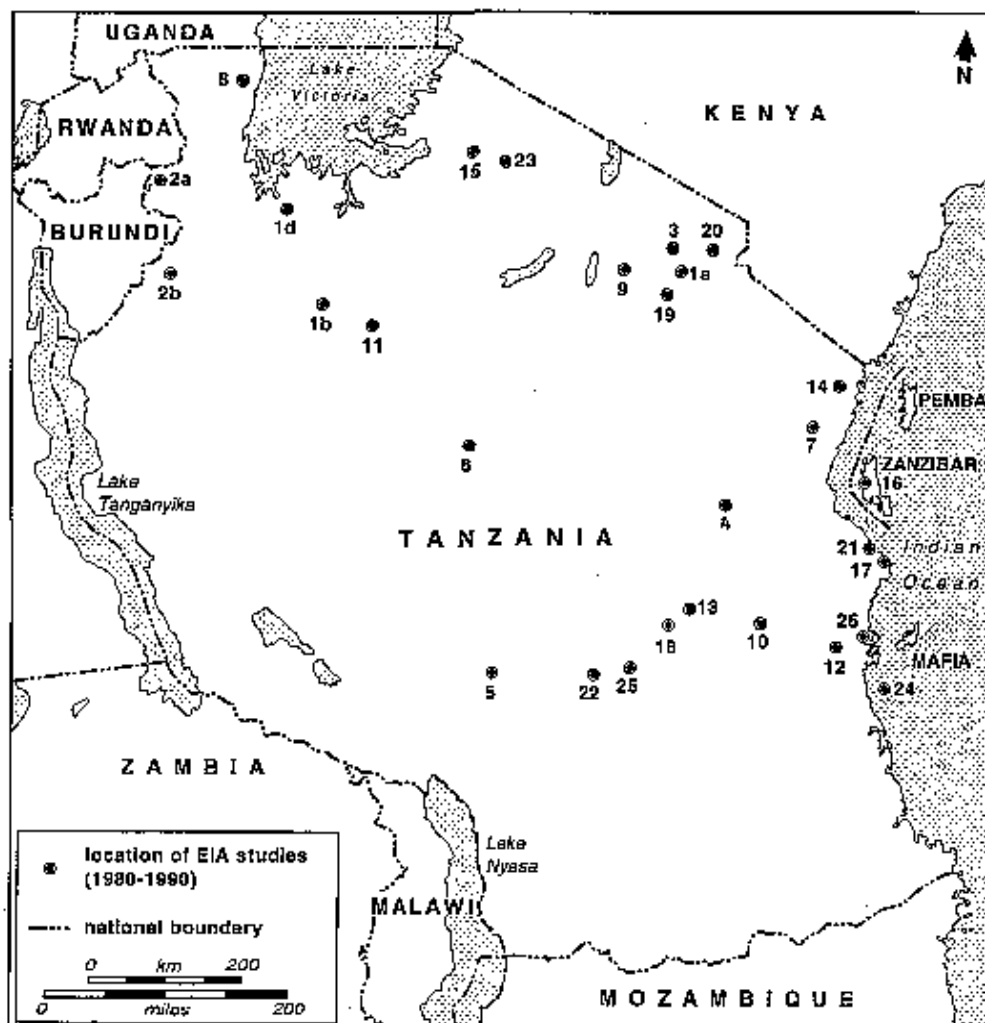 UGANDA
Lake
Victoria
8
N
KENYA
RWANDA
15
23
2a
1d
BURUNDI
3
20
2b
9
1a
19
1b
11
14
PEMBA
7
6
ZANZIBAR
16
Lake
Tanganyika
4
TANZANIA
21
Indian
17
Ocean
13
18
10
26
12
MAFIA
5
22
25
24
ZAMBIA
Lake
Nyasa
MALAWI
location of EIA studies
(1980-1990)
national boundary
0 km 200
0 miles 200
MOZAMBIQUE